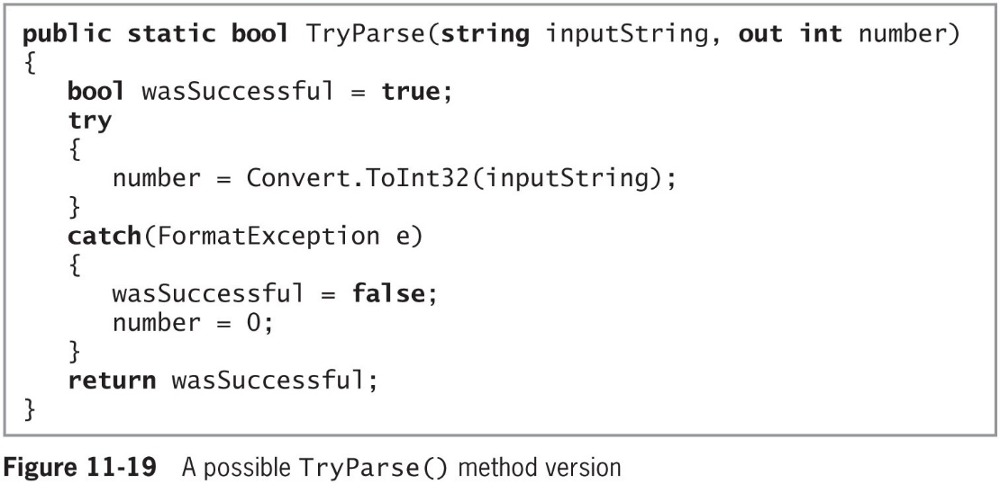 public static bool TryParse(string inputString, out int number)
{
   bool wasSuccessful = true;
   try
   {
      number = Convert.ToInt32(inputString);
   }
   catch(FormatException e)
   {
      wasSuccessful = false;
      number = 0;
   }
   return wasSuccessful;
}
Figure 11-19 A possible TryParse() method version